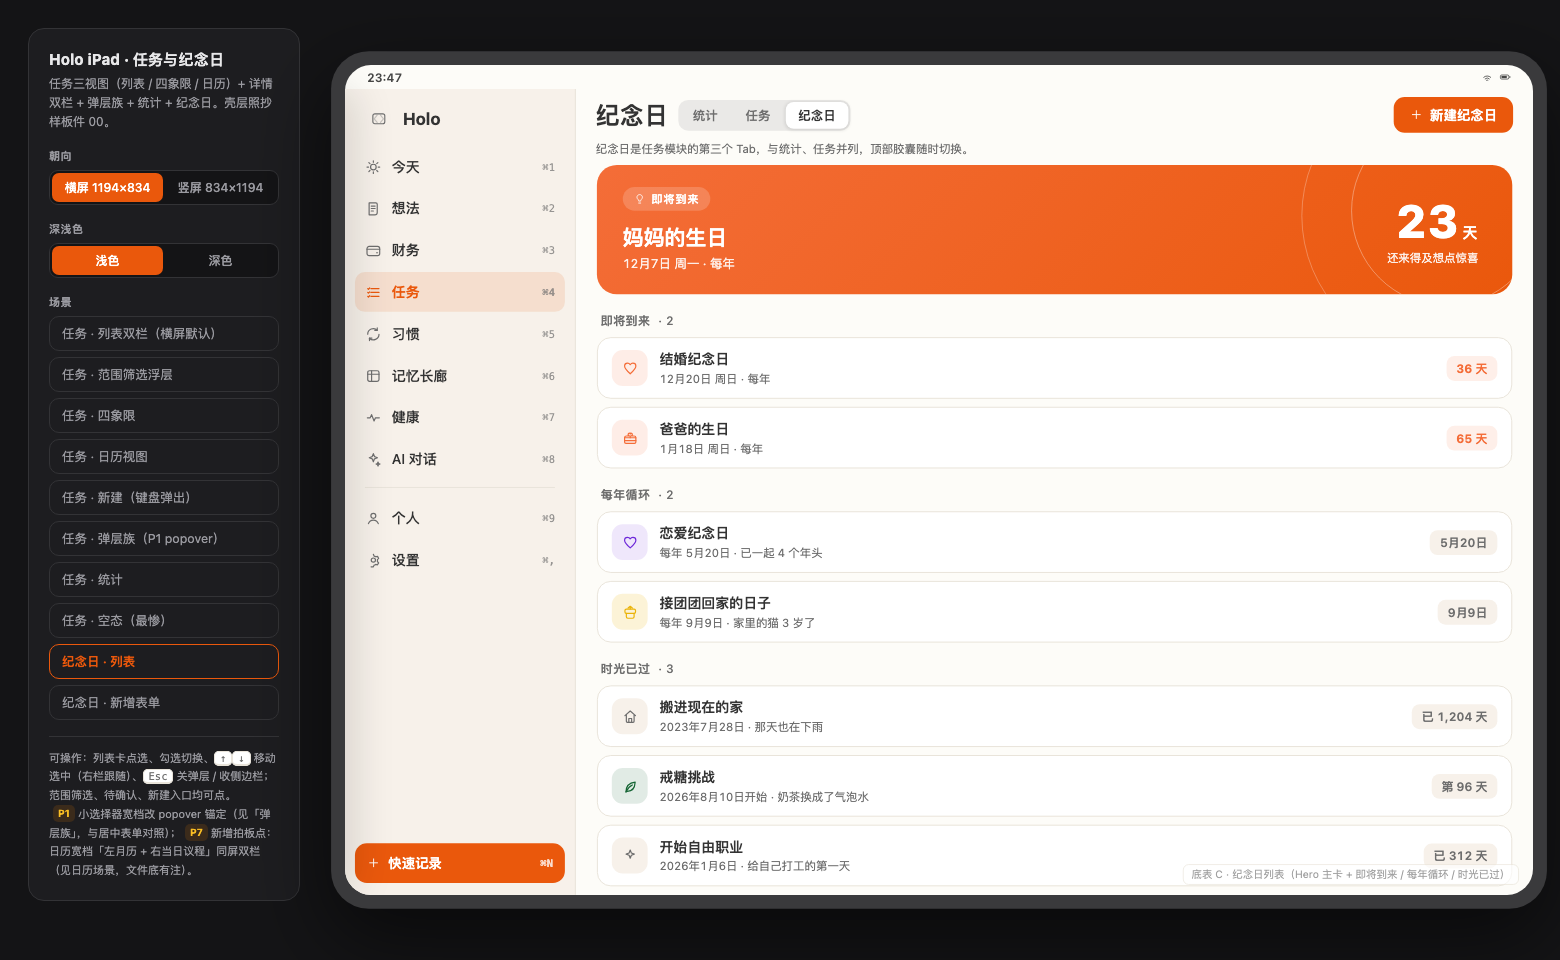 Holo iPad · 任务与纪念日
任务三视图（列表 / 四象限 / 日历）+ 详情
双栏 + 弹层族 + 统计 + 纪念日。壳层照抄
样板件 00。
朝向
横屏 1194×834
竖屏 834×1194
深浅色
浅色
深色
场景
任务 · 列表双栏（横屏默认）
任务 · 范围筛选浮层
任务 · 四象限
任务 · 日历视图
任务 · 新建（键盘弹出）
任务 · 弹层族（P1 popover）
任务 · 统计
任务 · 空态（最惨）
纪念日 · 列表
纪念日 · 新增表单
可操作：列表卡点选、勾选切换、↑ ↓ 移动
选中（右栏跟随）、Esc 关弹层 / 收侧边栏；
范围筛选、待确认、新建入口均可点。
P1 小选择器宽档改 popover 锚定（见「弹
层族」，与居中表单对照）； P7 新增拍板点：
日历宽档「左月历 + 右当日议程」同屏双栏
（见日历场景，文件底有注）。
23:47
Holo
今天 ⌘1
想法 ⌘2
财务 ⌘3
任务 ⌘4
习惯 ⌘5
记忆长廊 ⌘6
健康 ⌘7
AI 对话 ⌘8
个人 ⌘9
设置 ⌘,
+ 快速记录 ⌘N
纪念日
统计
任务
纪念日
+ 新建纪念日
纪念日是任务模块的第三个 Tab，与统计、任务并列，顶部胶囊随时切换。
即将到来
妈妈的生日
12月7日 周一 · 每年
23 天
还来得及想点惊喜
即将到来 · 2
结婚纪念日
12月20日 周日 · 每年
36 天
爸爸的生日
1月18日 周日 · 每年
65 天
每年循环 · 2
恋爱纪念日
每年 5月20日 · 已一起 4 个年头
5月20日
接团团回家的日子
每年 9月9日 · 家里的猫 3 岁了
9月9日
时光已过 · 3
搬进现在的家
2023年7月28日 · 那天也在下雨
已 1,204 天
戒糖挑战
2026年8月10日开始 · 奶茶换成了气泡水
第 96 天
开始自由职业
2026年1月6日 · 给自己打工的第一天
已 312 天
底表 C · 纪念日列表（Hero 主卡 + 即将到来 / 每年循环 / 时光已过）